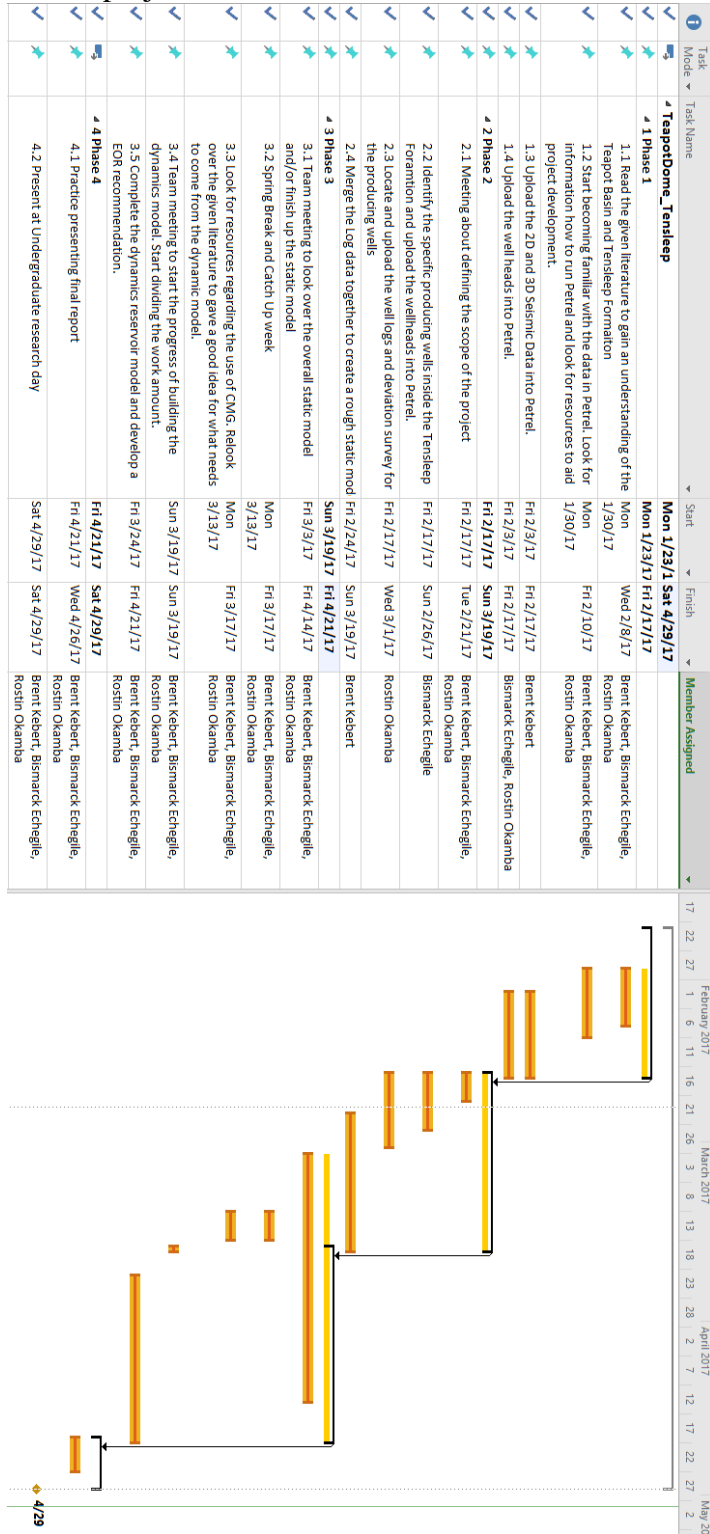 Task Mode
Task Name
Start
Finish
Member Assigned
TeapotDome_Tensleep Mon 1/23/1 Sat 4/29/17
1 Phase 1 Mon 1/23/17 Fri 2/17/17
1.1 Read the given literature to gain an understanding of the
Teapot Basin and Tensleep Formaiton
Mon
1/30/17
Wed 2/8/17
Brent Kebert, Bismarck Echegile,
Rostin Okamba
1.2 Start becoming familiar with the data in Petrel. Look for
information how to run Petrel and look for resources to aid
project development.
Mon
1/30/17
Fri 2/10/17
Brent Kebert, Bismarck Echegile,
Rostin Okamba
1.3 Upload the 2D and 3D Seismic Data into Petrel. Fri 2/3/17 Fri 2/17/17 Brent Kebert
1.4 Upload the well heads into Petrel. Fri 2/3/17 Fri 2/17/17 Bismarck Echegile, Rostin Okamba
2 Phase 2 Fri 2/17/17 Sun 3/19/17
2.1 Meeting about defining the scope of the project Fri 2/17/17 Tue 2/21/17 Brent Kebert, Bismarck Echegile,
Rostin Okamba
2.2 Identify the specific producing wells inside the Tensleep
Foramtion and upload the wellheads into Petrel.
Fri 2/17/17 Sun 2/26/17 Bismarck Echegile
2.3 Locate and upload the well logs and deviation survey for
the producing wells
Fri 2/17/17 Wed 3/1/17 Rostin Okamba
2.4 Merge the Log data together to create a rough static mod Fri 2/24/17 Sun 3/19/17 Brent Kebert
3 Phase 3 Sun 3/19/17 Fri 4/21/17
3.1 Team meeting to look over the overall static model
and/or finish up the static model
Fri 3/3/17 Fri 4/14/17 Brent Kebert, Bismarck Echegile,
Rostin Okamba
3.2 Spring Break and Catch Up week
Mon
3/13/17
Fri 3/17/17
Brent Kebert, Bismarck Echegile,
Rostin Okamba
3.3 Look for resources regarding the use of CMG. Relook
over the given literature to gave a good idea for what needs
to come from the dynamic model.
Mon
3/13/17
Fri 3/17/17
Brent Kebert, Bismarck Echegile,
Rostin Okamba
3.4 Team meeting to start the progress of building the
dynamics model. Start dividing the work amount.
Sun 3/19/17 Sun 3/19/17 Brent Kebert, Bismarck Echegile,
Rostin Okamba
3.5 Complete the dynamics reservoir model and develop a
EOR recommendation.
Fri 3/24/17 Fri 4/21/17 Brent Kebert, Bismarck Echegile,
Rostin Okamba
4 Phase 4 Fri 4/21/17 Sat 4/29/17
4.1 Practice presenting final report Fri 4/21/17 Wed 4/26/17 Brent Kebert, Bismarck Echegile,
Rostin Okamba
4.2 Present at Undergraduate research day Sat 4/29/17 Sat 4/29/17 Brent Kebert, Bismarck Echegile,
Rostin Okamba
February 2017 March 2017 April 2017 May 2
17 22 27 1 6 11 16 21 26 3 8 13 18 23 28 2 7 12 17 22 27 2
4/29